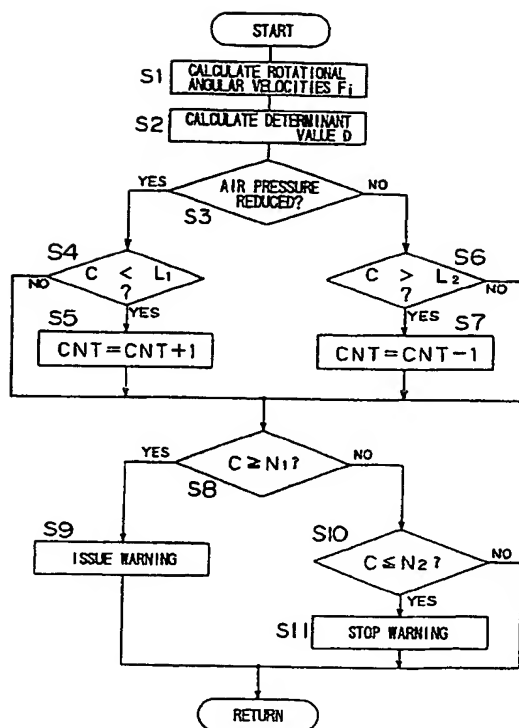 START
S1
CALCULATE ROTATIONAL
ANGULAR VELOCITIES Fi
S2
CALCULATE DETERMINANT
VALUE D
YES
AIR PRESSURE
REDUCED?
NO
S3
S4
C < L1
?
NO
YES
S6
C > L2
?
NO
YES
S5
CNT=CNT+1
S7
CNT=CNT-1
YES
C≥N1?
NO
S8
S9
ISSUE WARNING
S10
C≤N2?
NO
YES
S11
STOP WARNING
RETURN